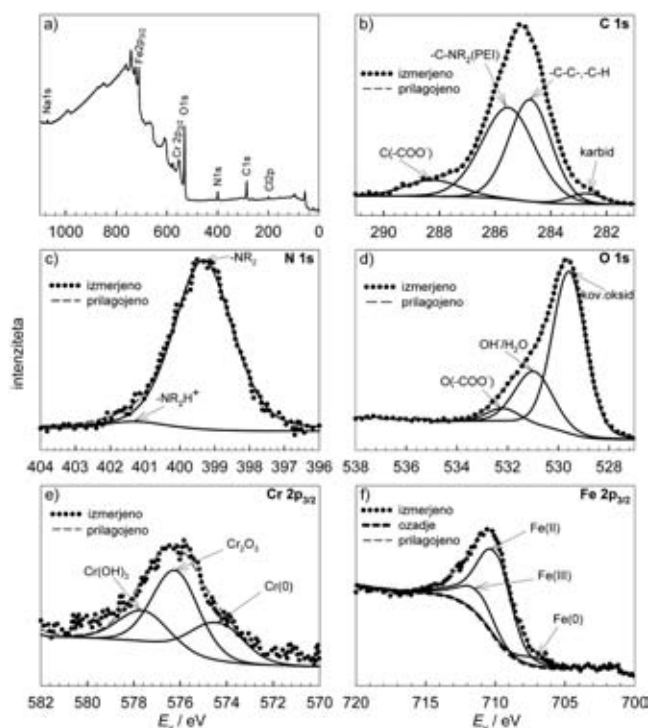 a)
Na1s
Fe2p3/2
Cr 2p3/2
O1s
N1s
C1s
Cl2p
1000 800 600 400 200 0
b)
C 1s
izmerjeno
prilagojeno
-C-NR2(PEI)
-C-C-,-C-H
C(-COO-)
karbid
290 288 286 284 282
c)
N 1s
izmerjeno
prilagojeno
-NR2
-NR2H+
404 403 402 401 400 399 398 397 396
d)
O 1s
izmerjeno
prilagojeno
kov.oksid
OH-/H2O
O(-COO-)
538 536 534 532 530 528
intenziteta
e)
Cr 2p3/2
izmerjeno
prilagojeno
Cr(OH)3
Cr2O3
Cr(0)
582 580 578 576 574 572 570
f)
Fe 2p3/2
izmerjeno
ozadje
prilagojeno
Fe(II)
Fe(III)
Fe(0)
720 715 710 705 700
/ eV
/ eV